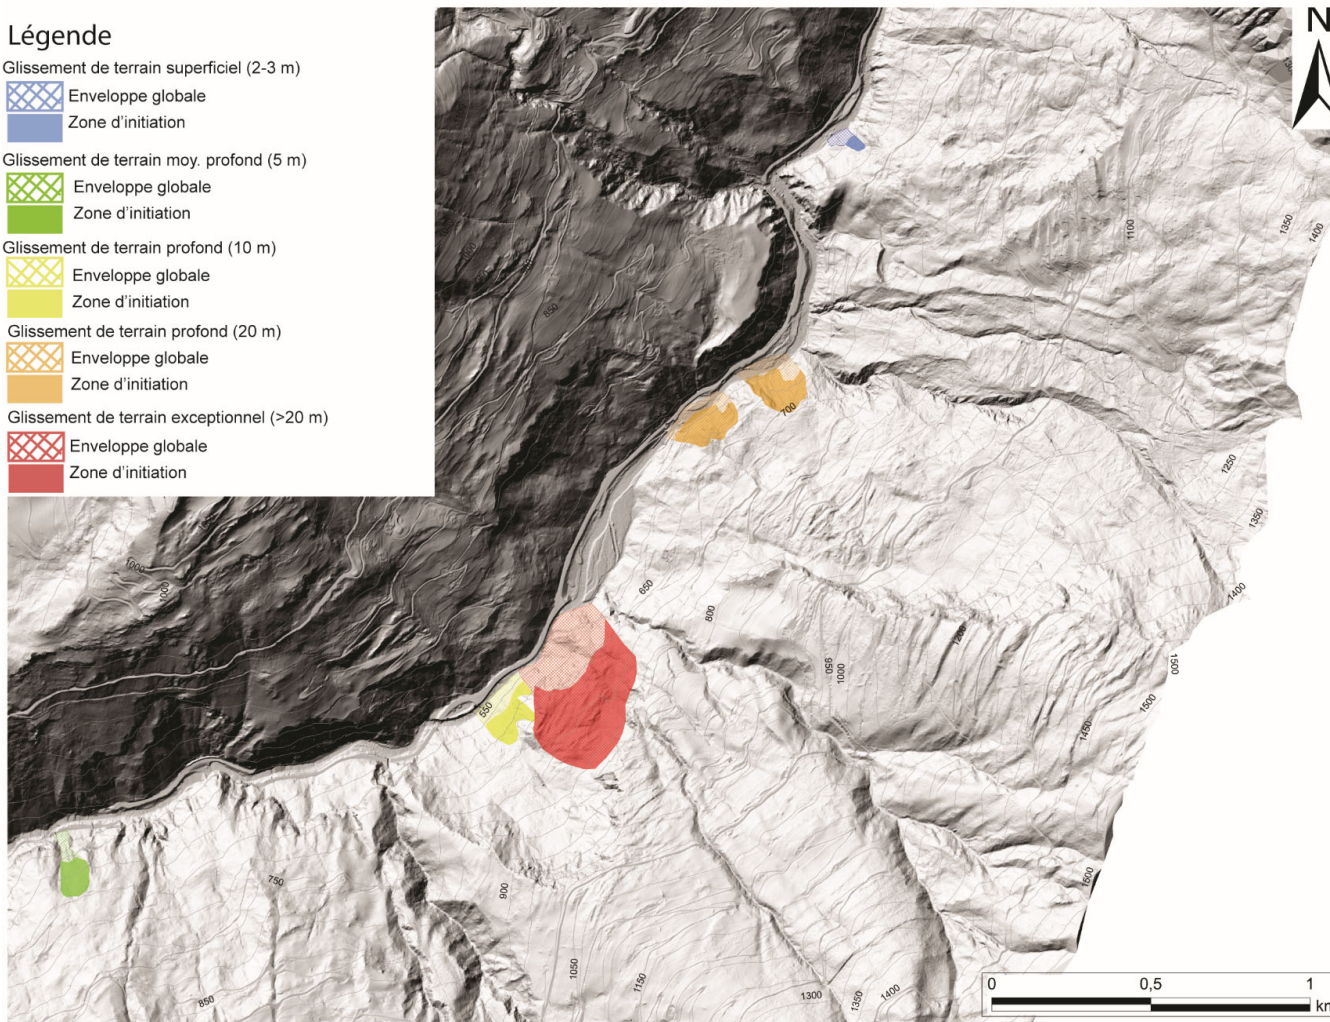 Légende
Glissement de terrain superficiel (2-3 m)
Enveloppe globale
Zone d'initiation
Glissement de terrain moy. profond (5 m)
Enveloppe globale
Zone d'initiation
Glissement de terrain profond (10 m)
Enveloppe globale
Zone d'initiation
Glissement de terrain profond (20 m)
Enveloppe globale
Zone d'initiation
Glissement de terrain exceptionnel (>20 m)
Enveloppe globale
Zone d'initiation
N
1350
1400
1100
850
700
1250
1350
1400
650
800
1200
950
1001
1500
1500
1450
1000
1000
550
750
900
1500
1050
1150
1300
1350
1400
850
0
0,5
1
km